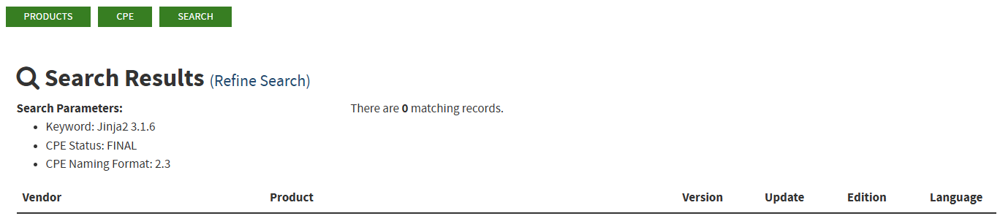 PRODUCTS CPE SEARCH
Search Results (Refine Search)
Search Parameters: There are 0 matching records.
• Keyword: Jinja2 3.1.6
• CPE Status: FINAL
• CPE Naming Format: 2.3
Vendor Product Version Update Edition Language